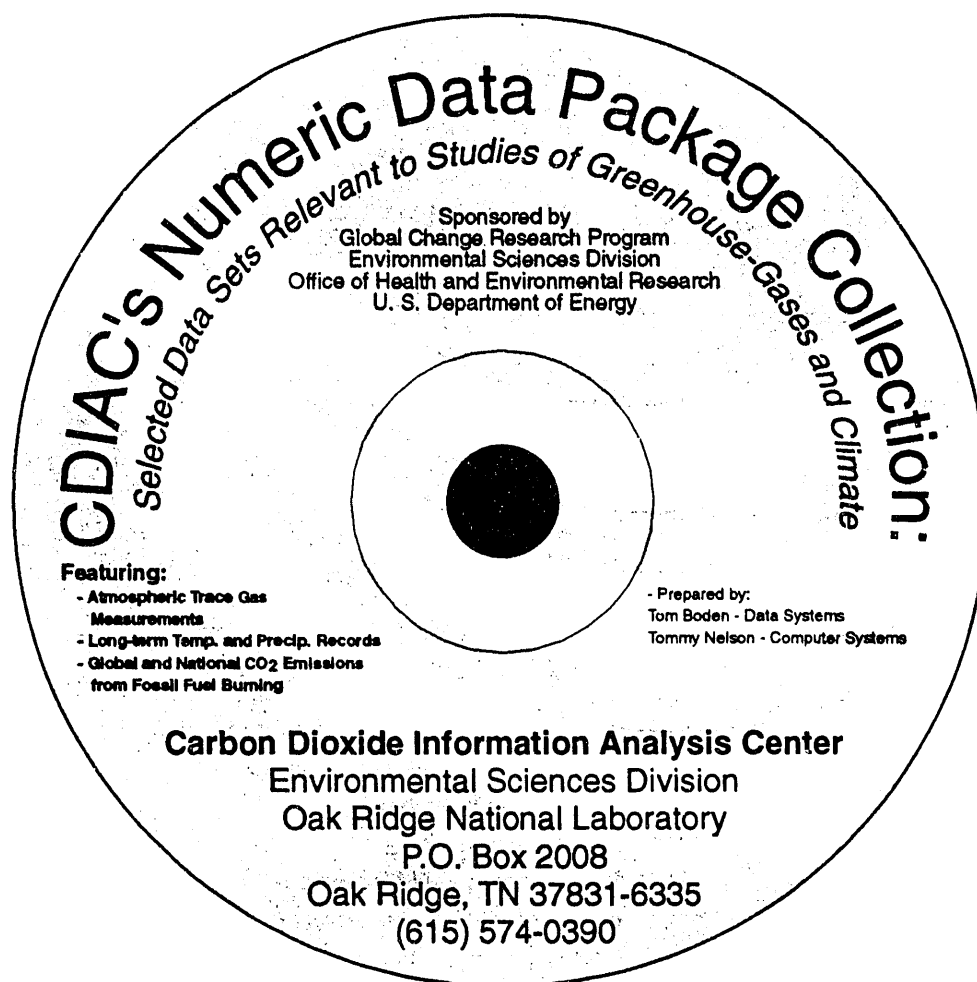 CDIAC's Numeric Data Package Collection:
Selected Data Sets Relevant to Studies of Greenhouse-Gases and Climate
Sponsored by
Global Change Research Program
Environmental Sciences Division
Office of Health and Environmental Research
U. S. Department of Energy
Featuring:
- Atmospheric Trace Gas
Measurements
- Long-term Temp. and Precip. Records
- Global and National CO2 Emissions
from Fossil Fuel Burning
- Prepared by:
Tom Boden - Data Systems
Tommy Nelson - Computer Systems
Carbon Dioxide Information Analysis Center
Environmental Sciences Division
Oak Ridge National Laboratory
P.O. Box 2008
Oak Ridge, TN 37831-6335
(615) 574-0390